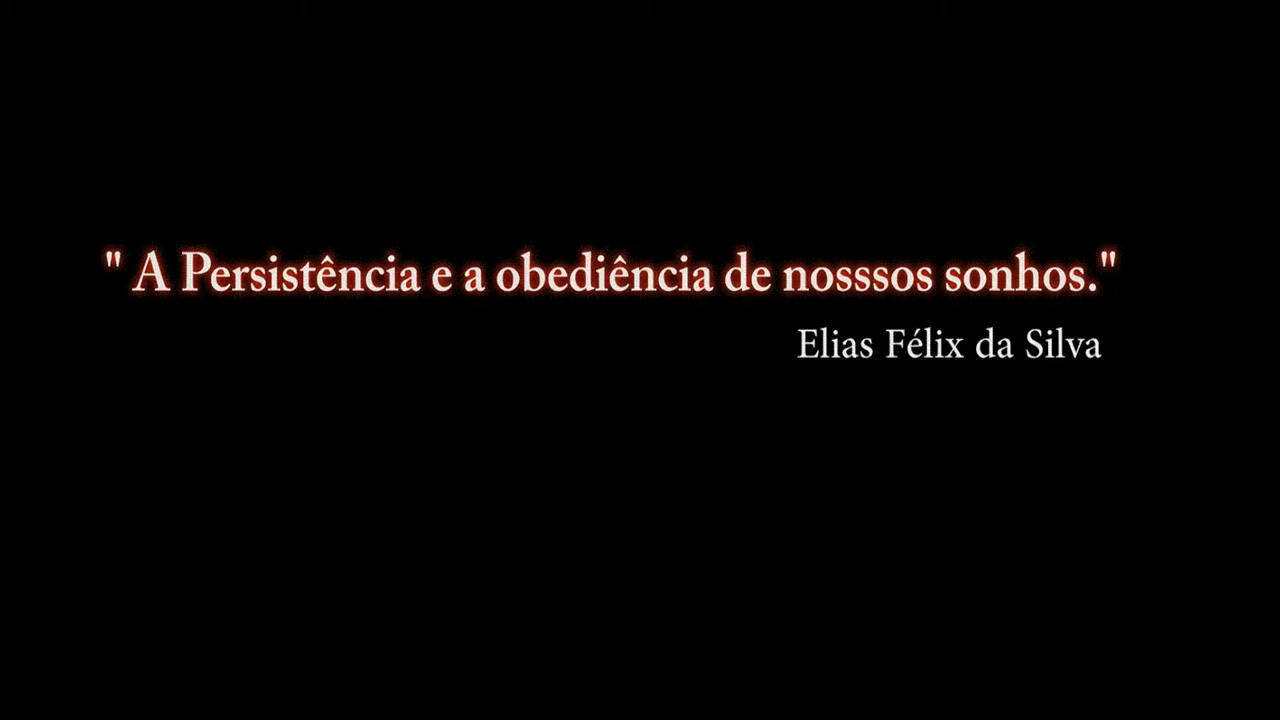 " A Persistência e a obediência de nosssos sonhos."
Elias Félix da Silva